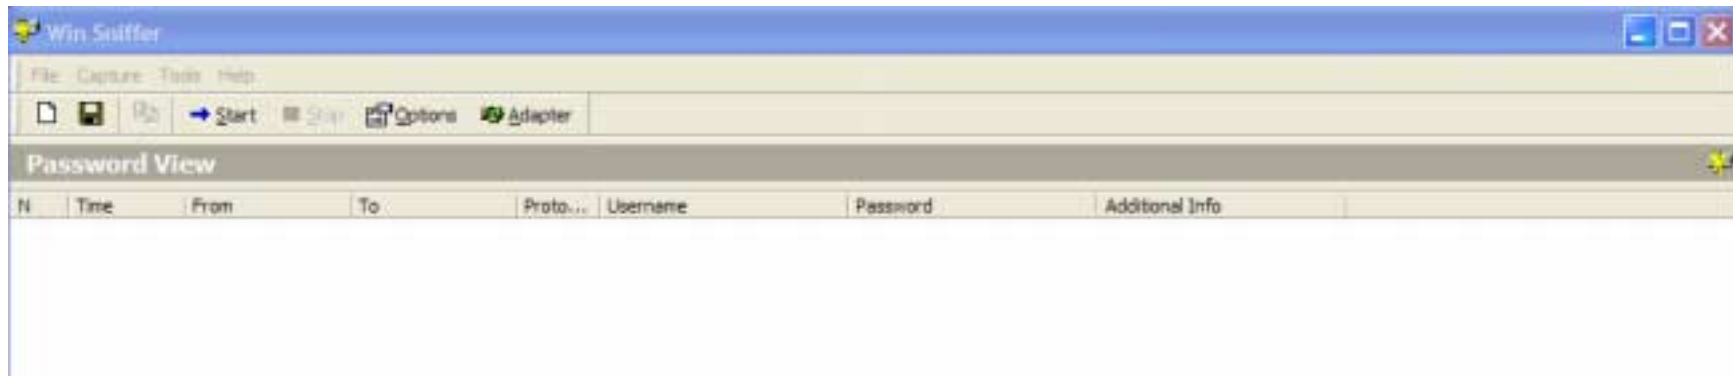 Win Sniffer
File Capture Tools Help
Start Stop Options Adapter
Password View
N Time From To Proto... Username Password Additional Info